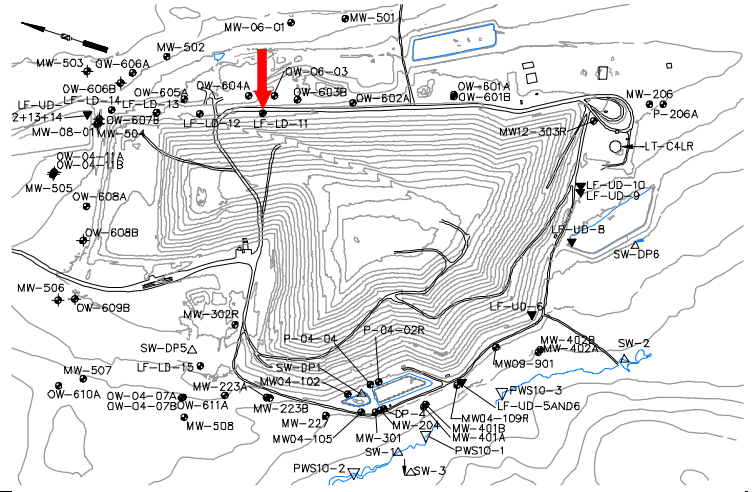 MW-501
MW-06-01
MW-502
MW-503
OW-606A
OW-06-03
OW-606B
OW-605A
OW-604A
OW-603B
OW-602A
OW-601A
OW-601B
MW-206
P-206A
LF-UD-
2+13+14
LF-LD-14
LF-LD-13
LF-LD-12
LF-LD-11
OW-607B
MW-08-01
MW-504
MW12-303R
LT-C4LR
OW-04-11A
OW-04-11B
MW-505
OW-608A
LF-UD-10
LF-UD-9
OW-608B
LF-UD-8
SW-DP6
MW-506
OW-609B
MW-302R
LF-UD-6
P-04-04
P-04-02R
SW-DP5
SW-DP1
MW-402B
MW-402A
SW-2
LF-LD-15
MW04-102
MW09-901
MW-507
MW-223A
OW-610A
OW-04-07A
OW-04-07B
OW-611A
MW-223B
PWS10-3
MW-508
MW-227
DP-4
LF-UD-5AND6
MW04-109R
MW-204
MW04-105
MW-301
MW-401B
MW-401A
SW-1
PWS10-1
PWS10-2
SW-3